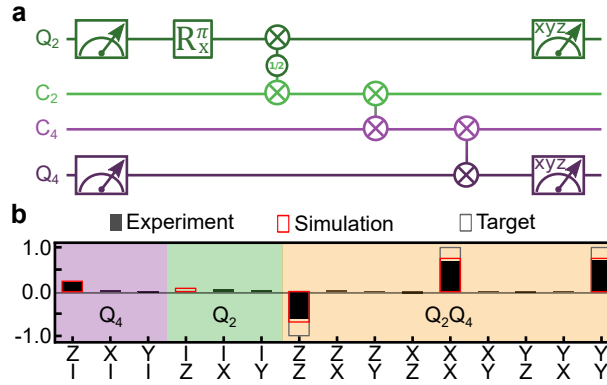 a
Q₂ Rₓ^π 1/2 xyz
C₂
C₄
Q₄ xyz
b
Experiment Simulation Target
1.0
0.0
-1.0
Q₄ Q₂ Q₂Q₄
Z X Y I I I Z Z Z X X X Y Y Y
I I I Z X Y Z X Y Z X Y Z X Y